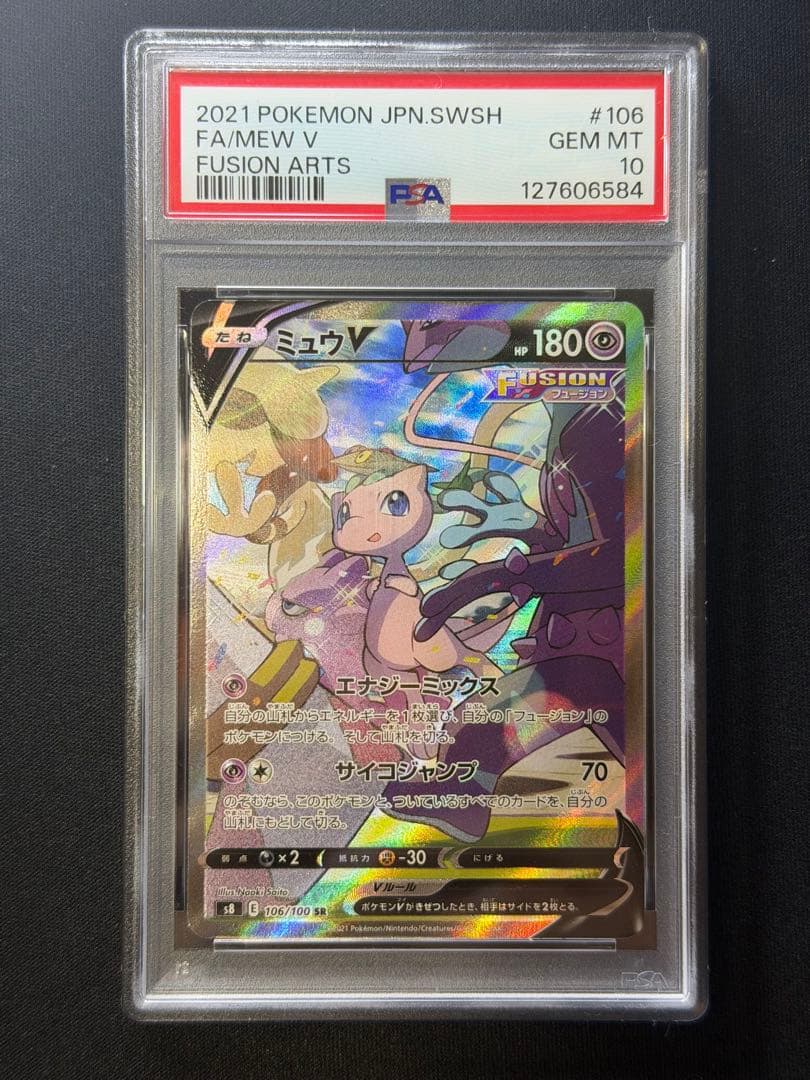 2021 POKEMON JPN.SWSH #106
FA/MEW V GEM MT
FUSION ARTS 10
PSA 127606584
たね ミュウV HP 180
FUSION
フュージョン
エナジーミックス
自分の山札からエネルギーを1枚選び、自分の「フュージョン」の
ポケモンにつける。そして山札を切る。
サイコジャンプ 70
のぞむなら、このポケモンと、ついているすべてのカードを、自分の
山札にもどして切る。
弱点 ×2 抵抗力 -30 にげる
Vルール
ポケモンVがきぜつしたとき、相手はサイドを2枚とる。
Illus. Naoki Saito
s8 E 106/100 SR
2021 Pokémon/Nintendo/Creatures/
PSA